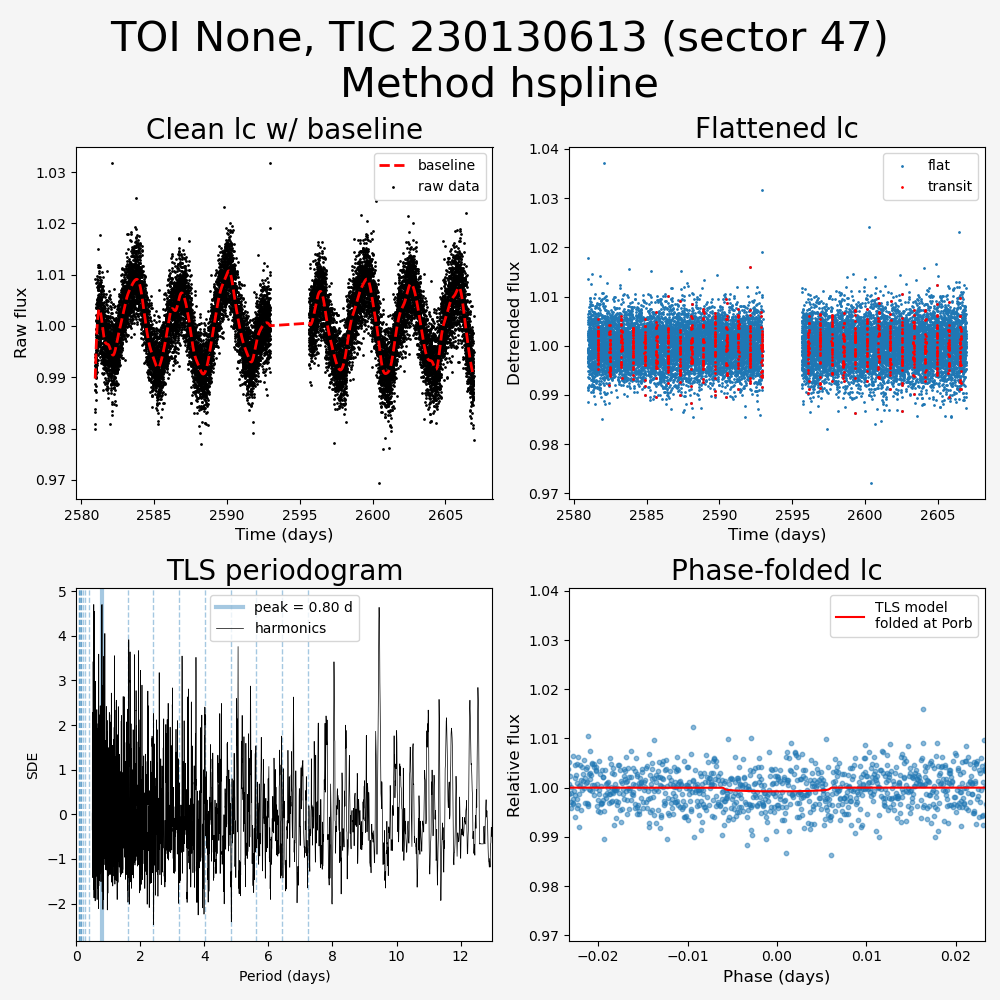 TOI None, TIC 230130613 (sector 47)
Method hspline
Clean lc w/ baseline
Raw flux
1.03
1.02
1.01
1.00
0.99
0.98
0.97
baseline
raw data
2580
2585
2590
2595
2600
2605
Time (days)
Flattened lc
Detrended flux
1.04
1.03
1.02
1.01
1.00
0.99
0.98
0.97
flat
transit
2580
2585
2590
2595
2600
2605
Time (days)
TLS periodogram
SDE
5
4
3
2
1
0
−1
−2
peak = 0.80 d
harmonics
0
2
4
6
8
10
12
Period (days)
Phase-folded lc
Relative flux
1.04
1.03
1.02
1.01
1.00
0.99
0.98
0.97
TLS model
folded at Porb
−0.02
−0.01
0.00
0.01
0.02
Phase (days)